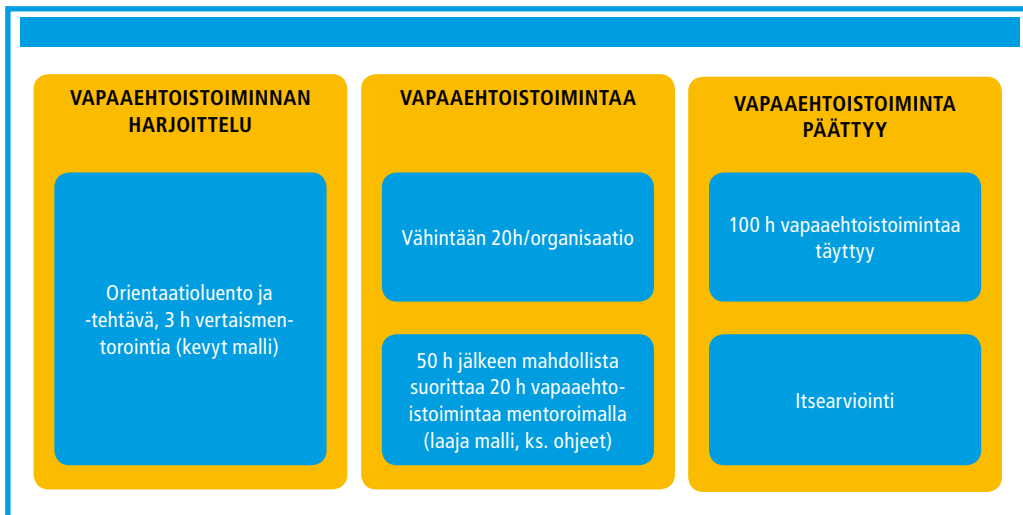 VAPAAEHTOISTOIMINNAN
HARJOITTELU
Orientaatioluento ja
-tehtävä, 3 h vertaismen-
torointia (kevyt malli)
VAPAAEHTOISTOIMINTAA
Vähintään 20h/organisaatio
50 h jälkeen mahdollista
suorittaa 20 h vapaaehto-
istoimintaa mentoroimalla
(laaja malli, ks. ohjeet)
VAPAAEHTOISTOIMINTA
PÄÄTTYY
100 h vapaaehtoistoimintaa
täyttyy
Itsearviointi